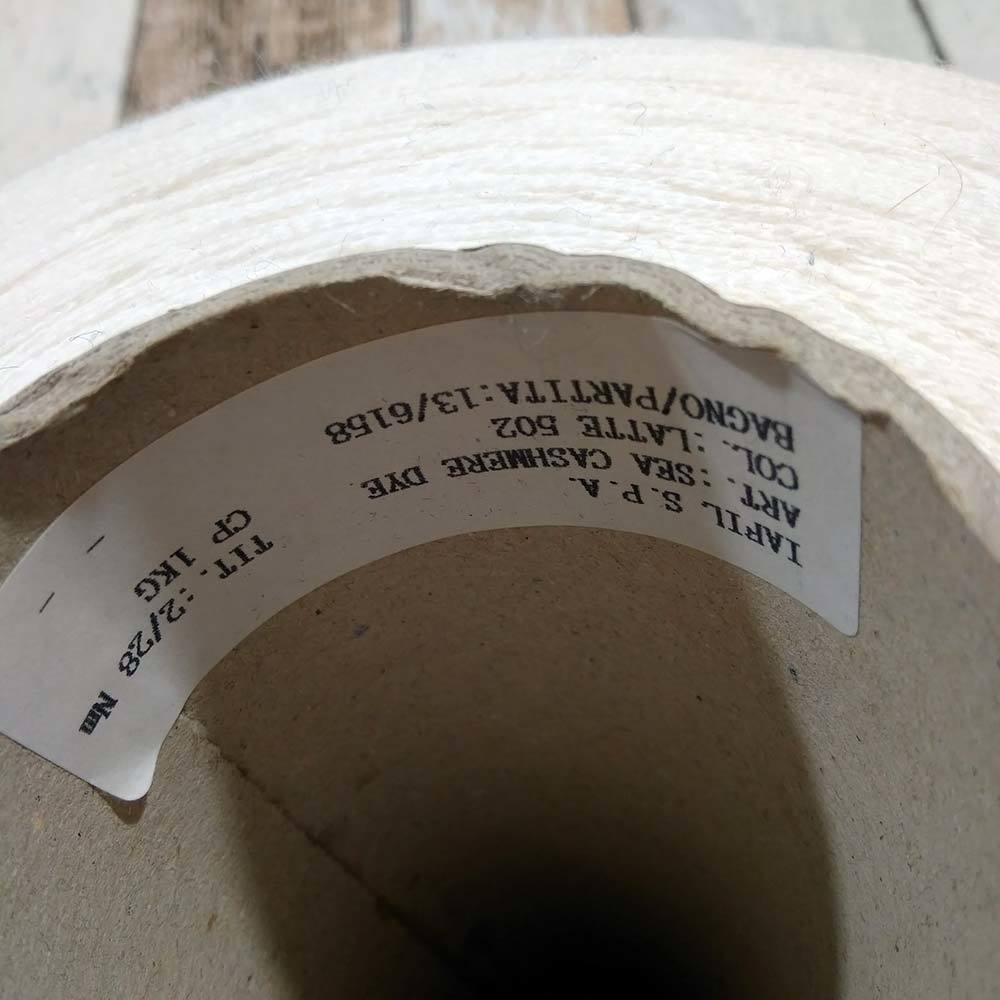 IAFIL S.P.A.
ART.:SEA CASHMERE DYE
COL.:LATTE 502
BAGNO/PARTITA:13/6158
TIT.:2/28 Nm
CP 1KG